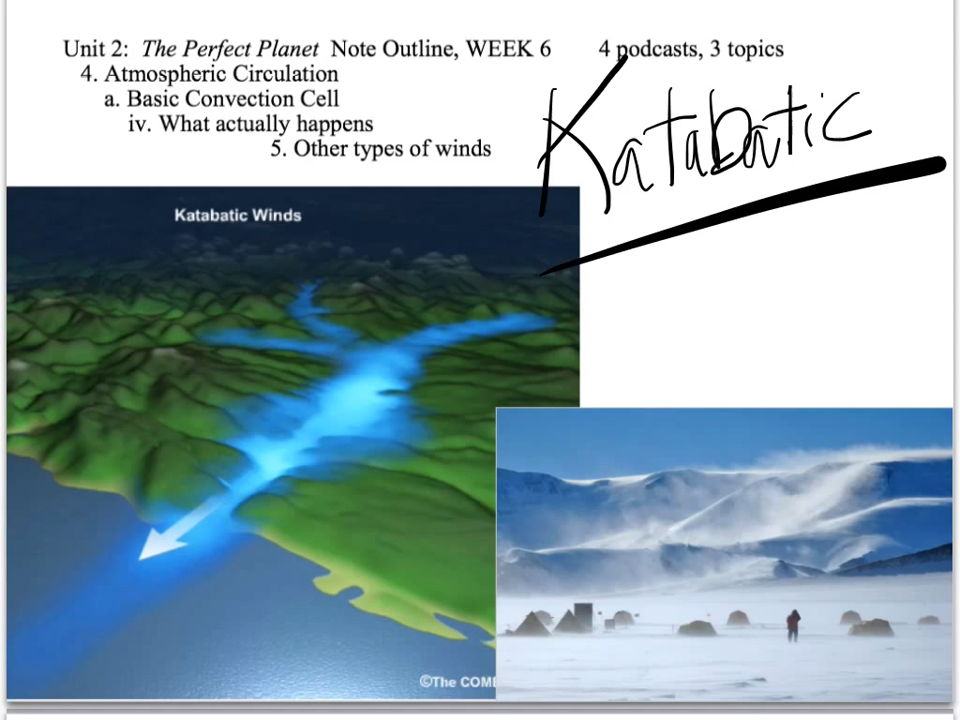 Unit 2: The Perfect Planet Note Outline, WEEK 6 4 podcasts, 3 topics
4. Atmospheric Circulation
a. Basic Convection Cell
iv. What actually happens
5. Other types of winds
Katabatic
Katabatic Winds
©The COM